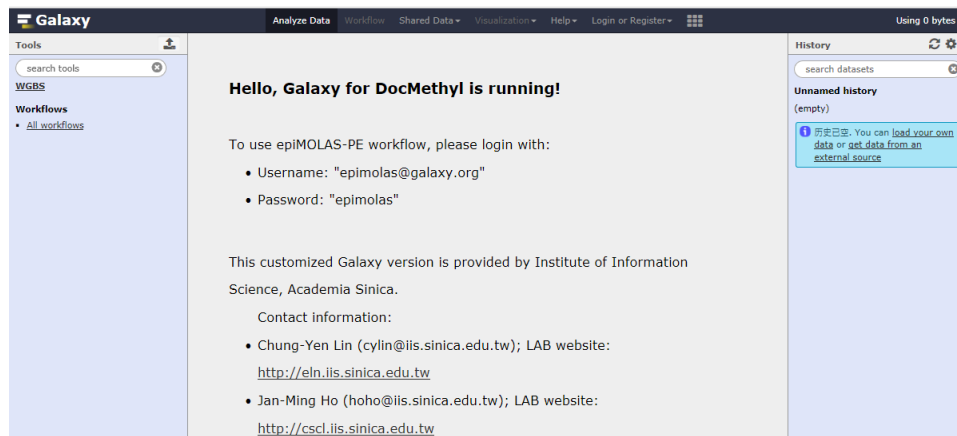 Galaxy
Analyze Data Workflow Shared Data Visualization Help Login or Register
Using 0 bytes
Tools
search tools
WGBS
Workflows
All workflows
Hello, Galaxy for DocMethyl is running!
To use epiMOLAS-PE workflow, please login with:
• Username: "epimolas@galaxy.org"
• Password: "epimolas"
This customized Galaxy version is provided by Institute of Information
Science, Academia Sinica.
Contact information:
• Chung-Yen Lin (cylin@iis.sinica.edu.tw); LAB website:
http://eln.iis.sinica.edu.tw
• Jan-Ming Ho (hoho@iis.sinica.edu.tw); LAB website:
http://cscl.iis.sinica.edu.tw
History
search datasets
Unnamed history
(empty)
历史已空. You can load your own
data or get data from an
external source